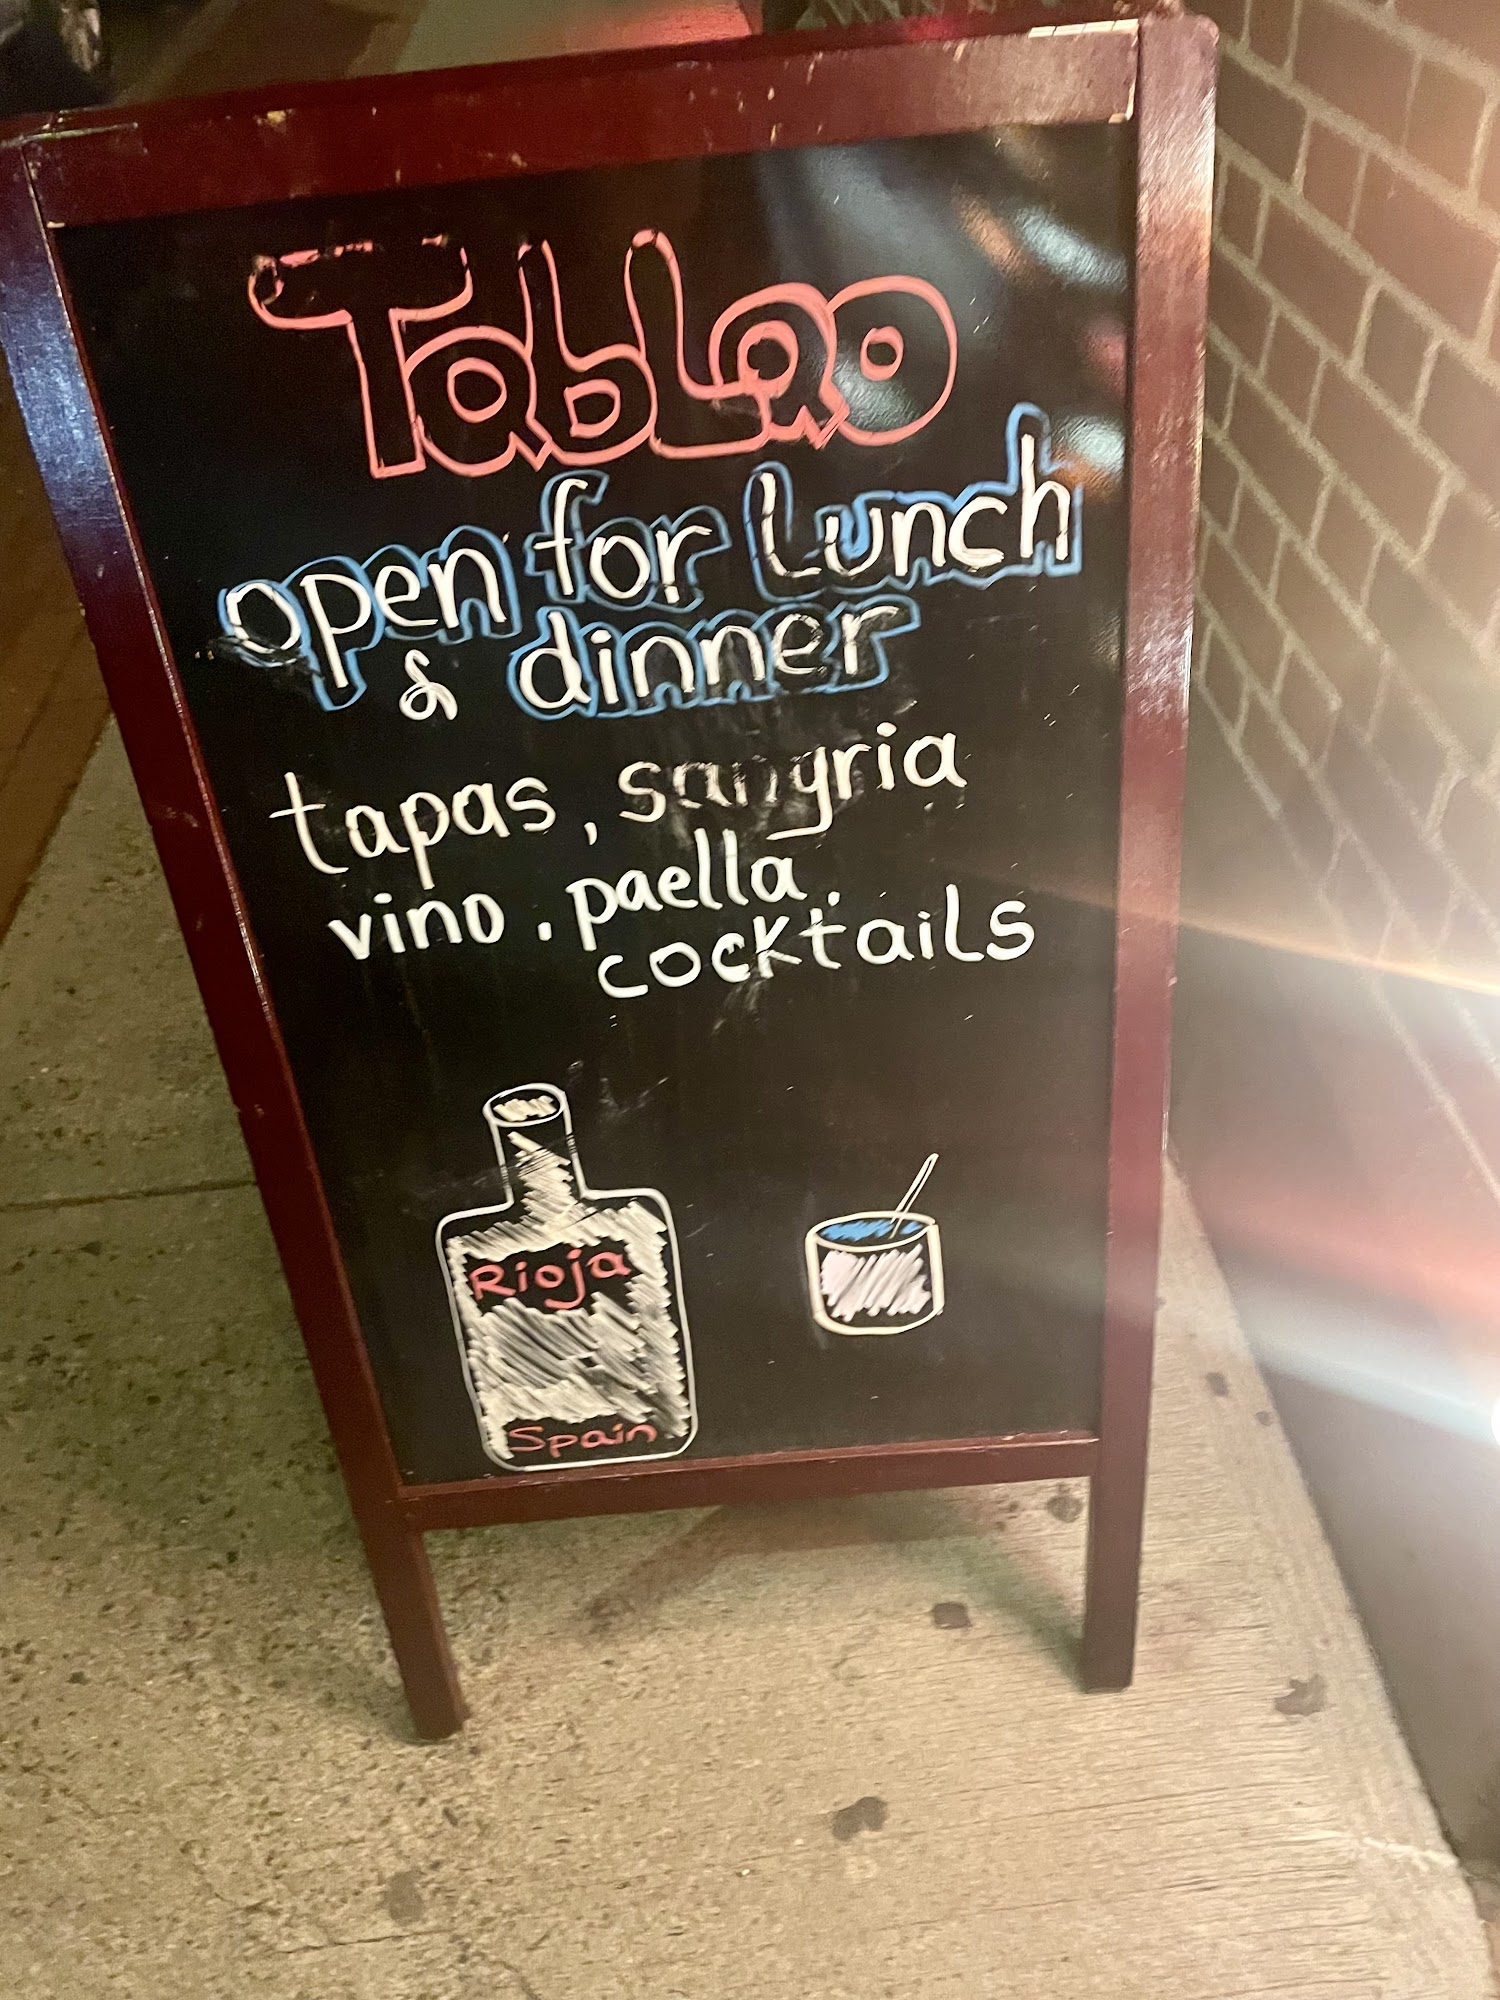 TabLao
open for Lunch
& dinner
tapas, sangria
vino. paella.
cocktails
Rioja
Spain